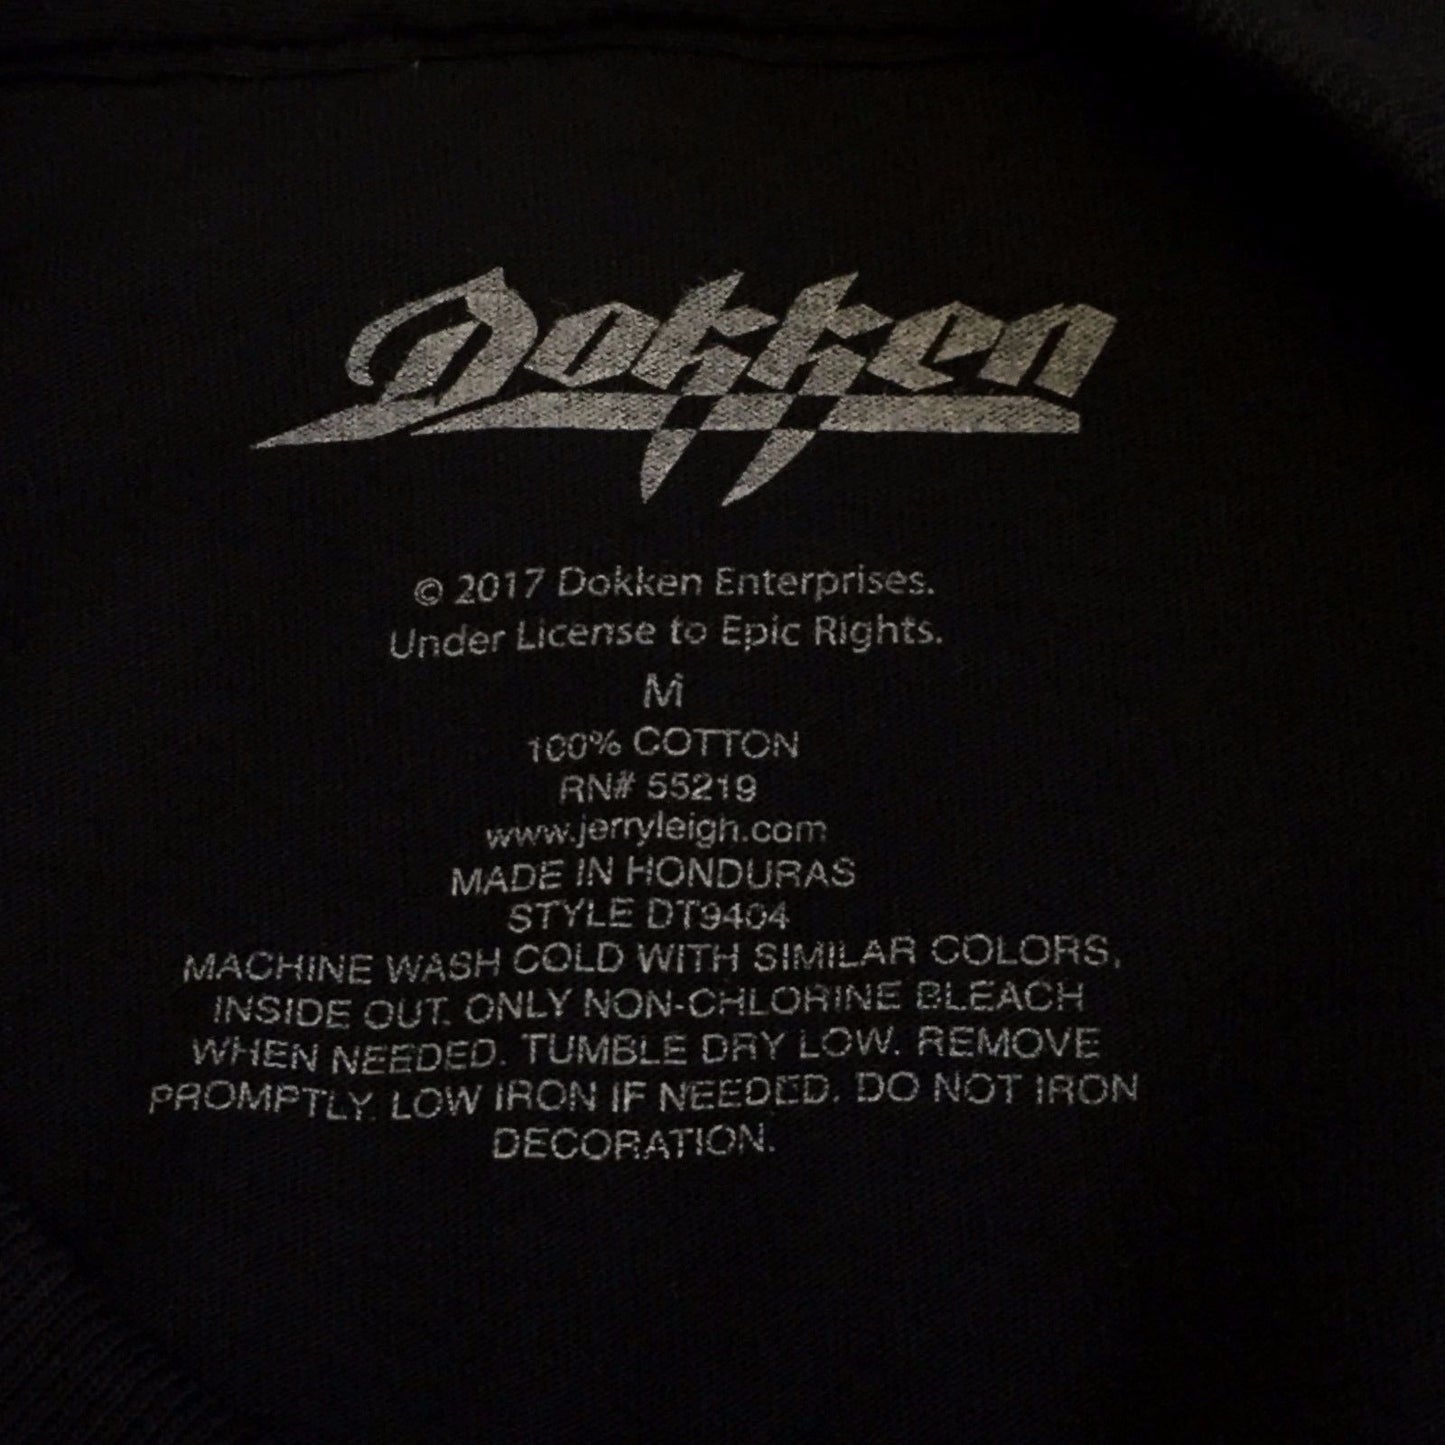 Dokken
© 2017 Dokken Enterprises.
Under License to Epic Rights.
M
100% COTTON
RN# 55219
www.jerryleigh.com
MADE IN HONDURAS
STYLE DT9404
MACHINE WASH COLD WITH SIMILAR COLORS,
INSIDE OUT. ONLY NON-CHLORINE BLEACH
WHEN NEEDED. TUMBLE DRY LOW. REMOVE
PROMPTLY. LOW IRON IF NEEDED. DO NOT IRON
DECORATION.